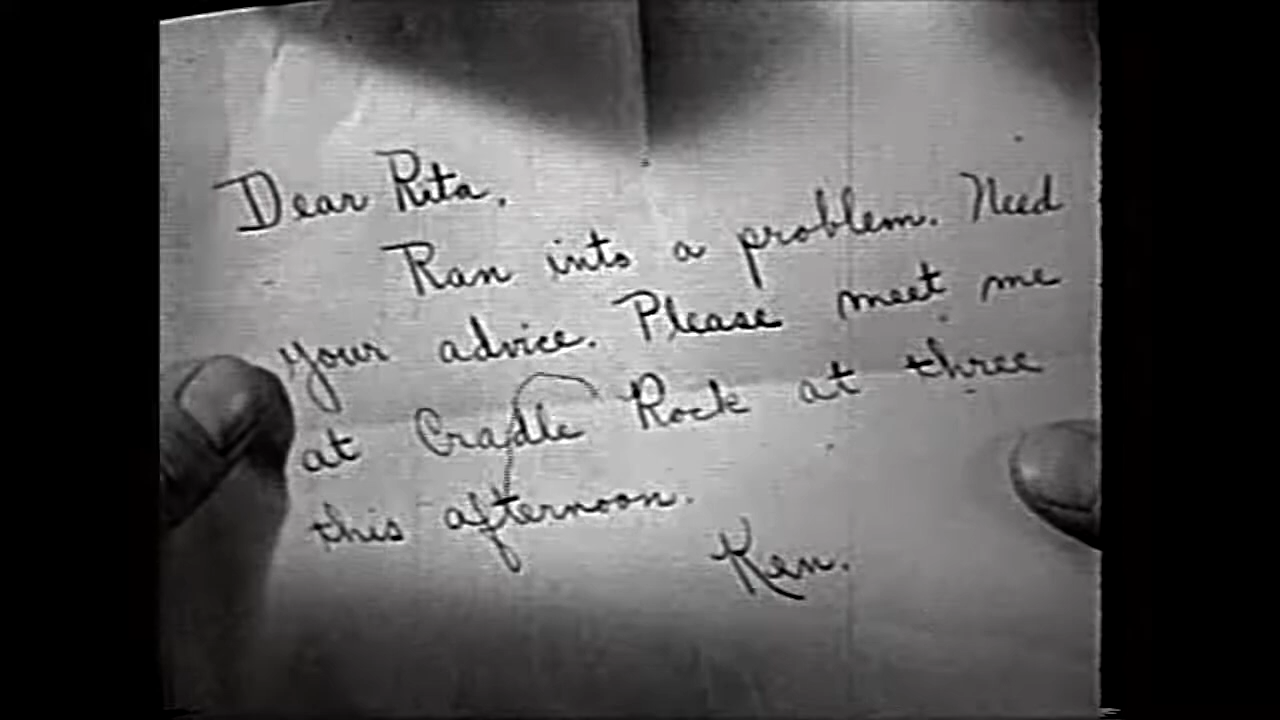 Dear Rita,
Ran into a problem. Need
your advice. Please meet me
at Cradle Rock at three
this afternoon.
Ken.